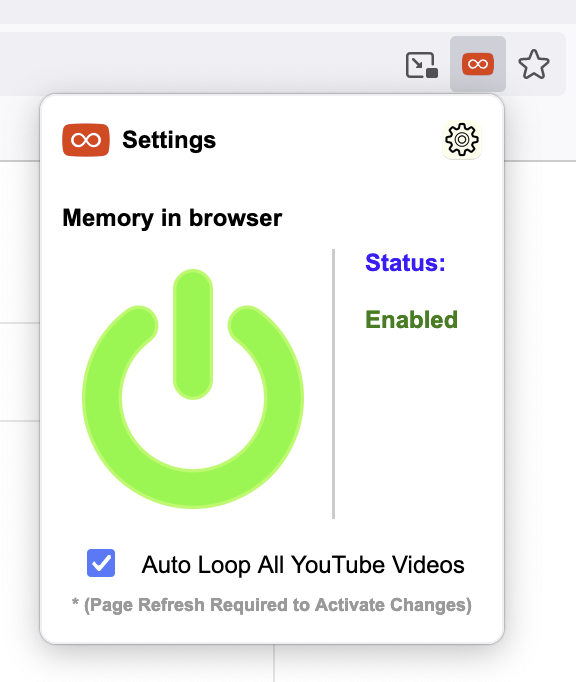 Settings
Memory in browser
Status:
Enabled
Auto Loop All YouTube Videos
* (Page Refresh Required to Activate Changes)